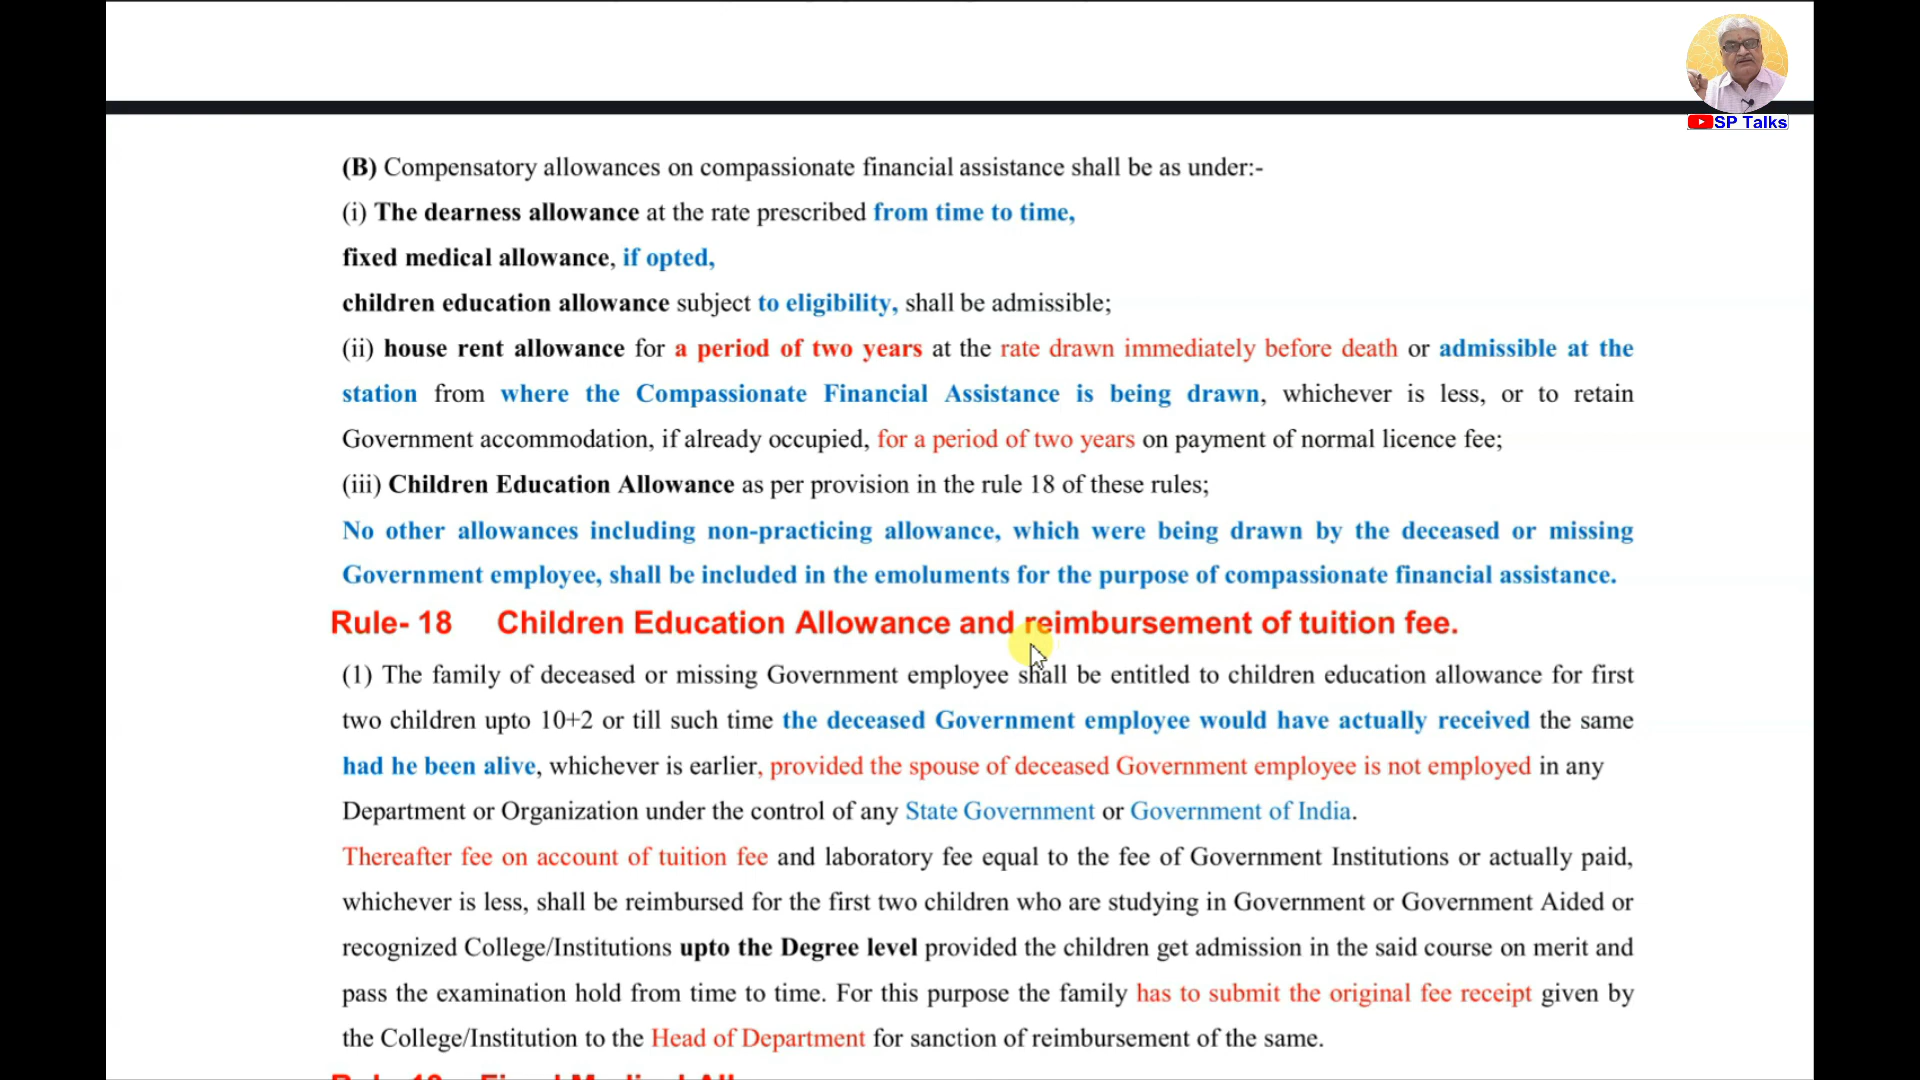 SP Talks
(B) Compensatory allowances on compassionate financial assistance shall be as under:-
(i) The dearness allowance at the rate prescribed from time to time,
fixed medical allowance, if opted,
children education allowance subject to eligibility, shall be admissible;
(ii) house rent allowance for a period of two years at the rate drawn immediately before death or admissible at the
station from where the Compassionate Financial Assistance is being drawn, whichever is less, or to retain
Government accommodation, if already occupied, for a period of two years on payment of normal licence fee;
(iii) Children Education Allowance as per provision in the rule 18 of these rules;
No other allowances including non-practicing allowance, which were being drawn by the deceased or missing
Government employee, shall be included in the emoluments for the purpose of compassionate financial assistance.
Rule- 18 Children Education Allowance and reimbursement of tuition fee.
(1) The family of deceased or missing Government employee shall be entitled to children education allowance for first
two children upto 10+2 or till such time the deceased Government employee would have actually received the same
had he been alive, whichever is earlier, provided the spouse of deceased Government employee is not employed in any
Department or Organization under the control of any State Government or Government of India.
Thereafter fee on account of tuition fee and laboratory fee equal to the fee of Government Institutions or actually paid,
whichever is less, shall be reimbursed for the first two children who are studying in Government or Government Aided or
recognized College/Institutions upto the Degree level provided the children get admission in the said course on merit and
pass the examination hold from time to time. For this purpose the family has to submit the original fee receipt given by
the College/Institution to the Head of Department for sanction of reimbursement of the same.